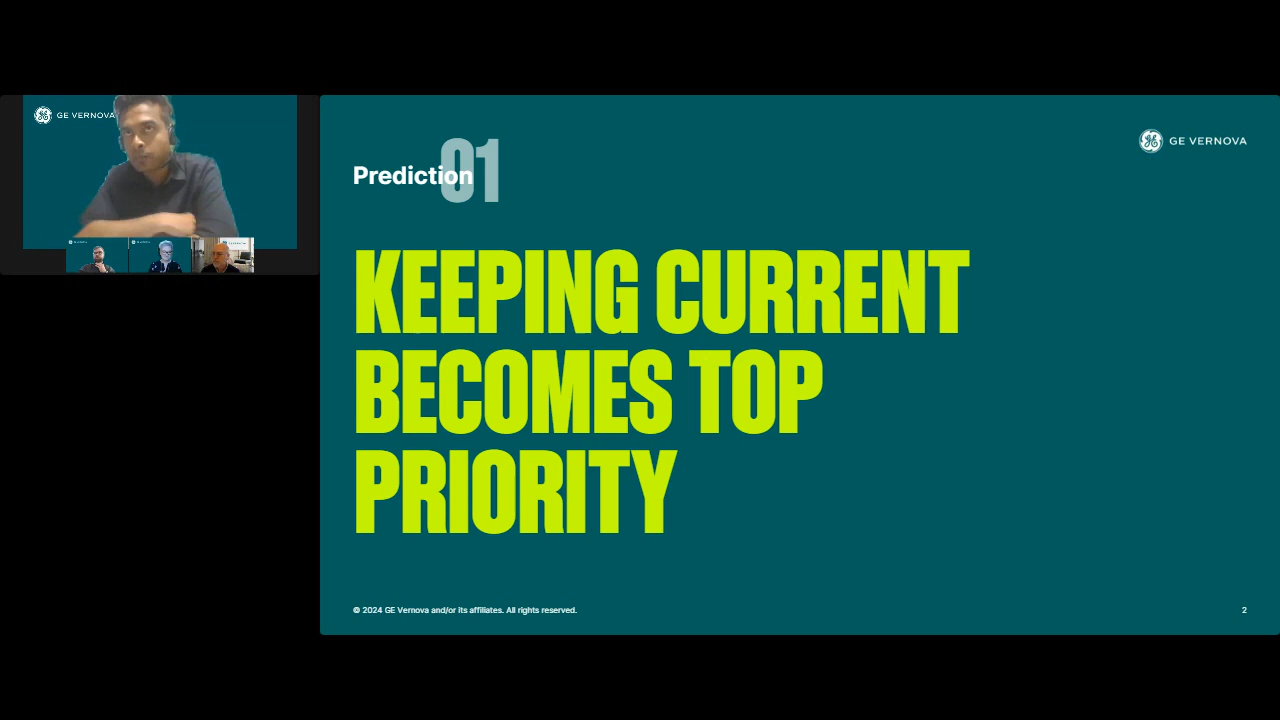 GE VERNOVA
GE VERNOVA
Prediction 01
KEEPING CURRENT
BECOMES TOP
PRIORITY
© 2024 GE Vernova and/or its affiliates. All rights reserved.
2